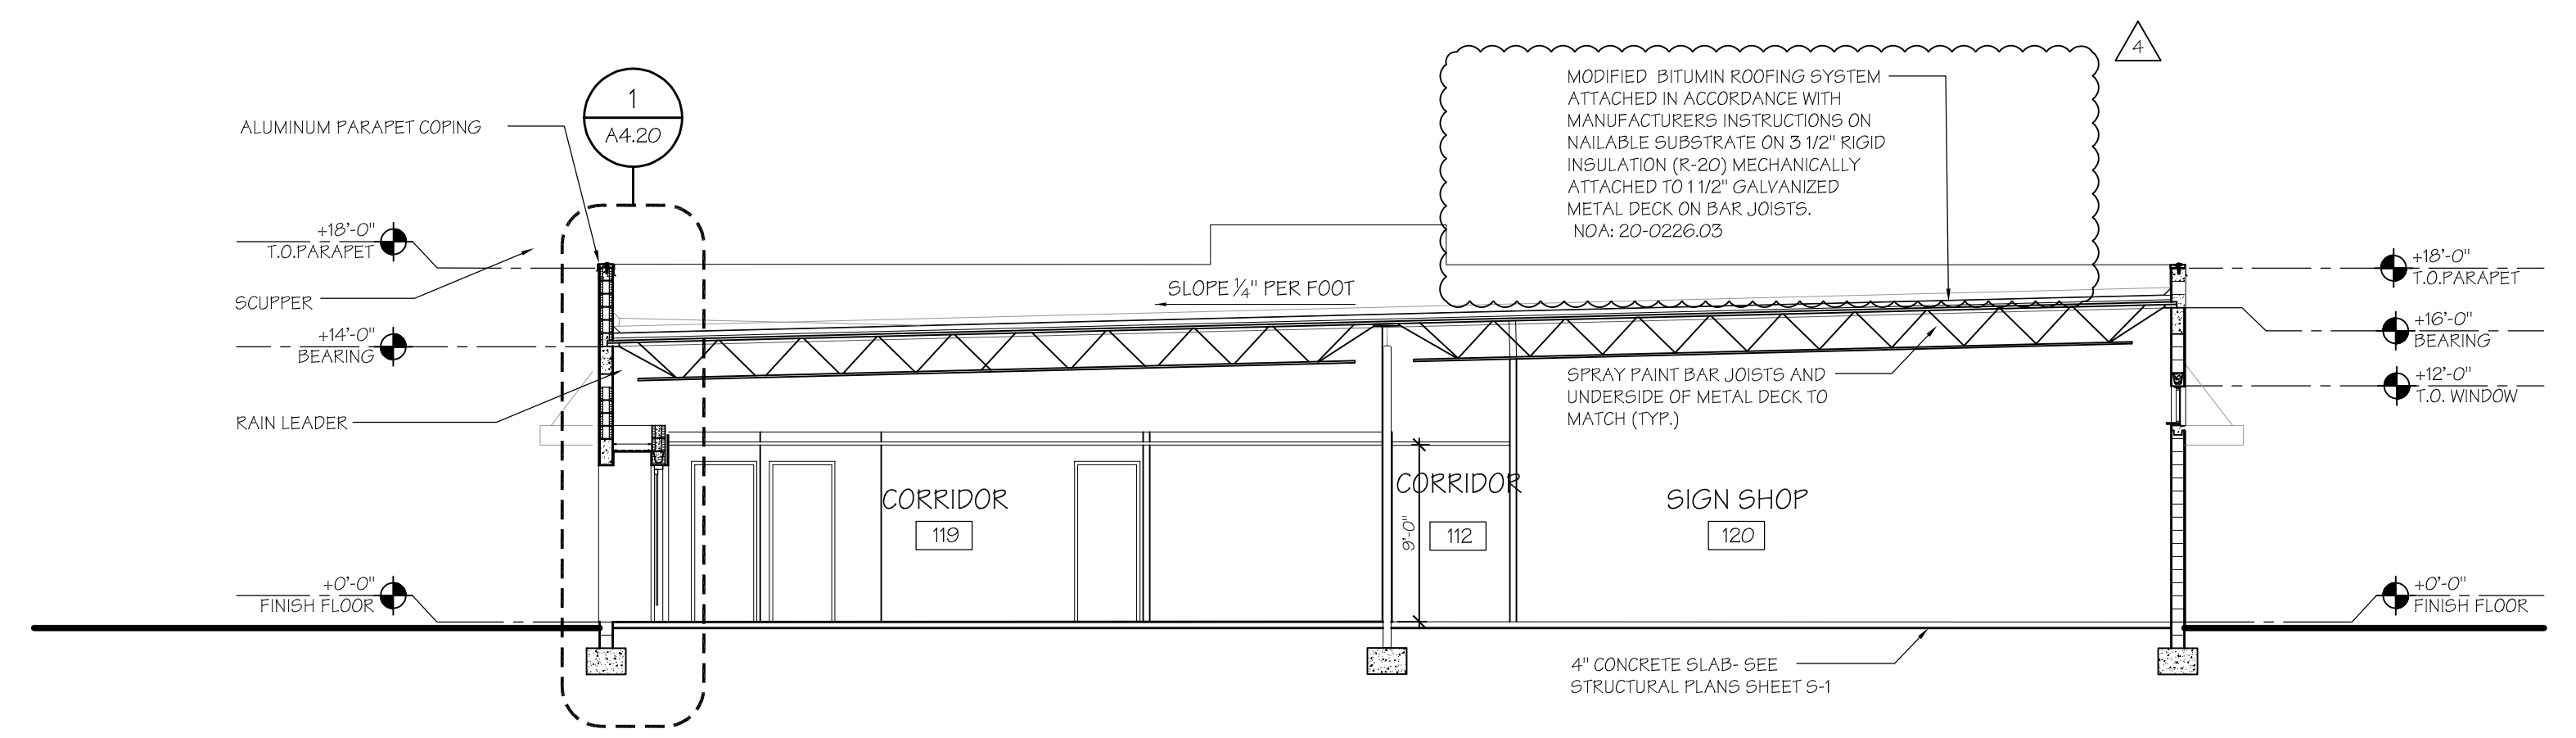 4
MODIFIED BITUMIN ROOFING SYSTEM
ATTACHED IN ACCORDANCE WITH
MANUFACTURERS INSTRUCTIONS ON
NAILABLE SUBSTRATE ON 3 1/2" RIGID
INSULATION (R-20) MECHANICALLY
ATTACHED TO 1 1/2" GALVANIZED
METAL DECK ON BAR JOISTS.
NOA: 20-0226.03
1
A4.20
ALUMINUM PARAPET COPING
+18'-0"
T.O.PARAPET
SCUPPER
+14'-0"
BEARING
RAIN LEADER
+0'-0"
FINISH FLOOR
SLOPE 1/4" PER FOOT
+18'-0"
T.O.PARAPET
+16'-0"
BEARING
+12'-0"
T.O. WINDOW
SPRAY PAINT BAR JOISTS AND
UNDERSIDE OF METAL DECK TO
MATCH (TYP.)
CORRIDOR
119
CORRIDOR
112
9'-0"
SIGN SHOP
120
+0'-0"
FINISH FLOOR
4" CONCRETE SLAB- SEE
STRUCTURAL PLANS SHEET S-1